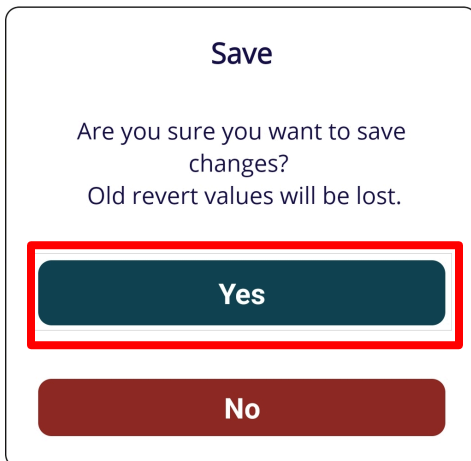 Save
Are you sure you want to save
changes?
Old revert values will be lost.
Yes
No